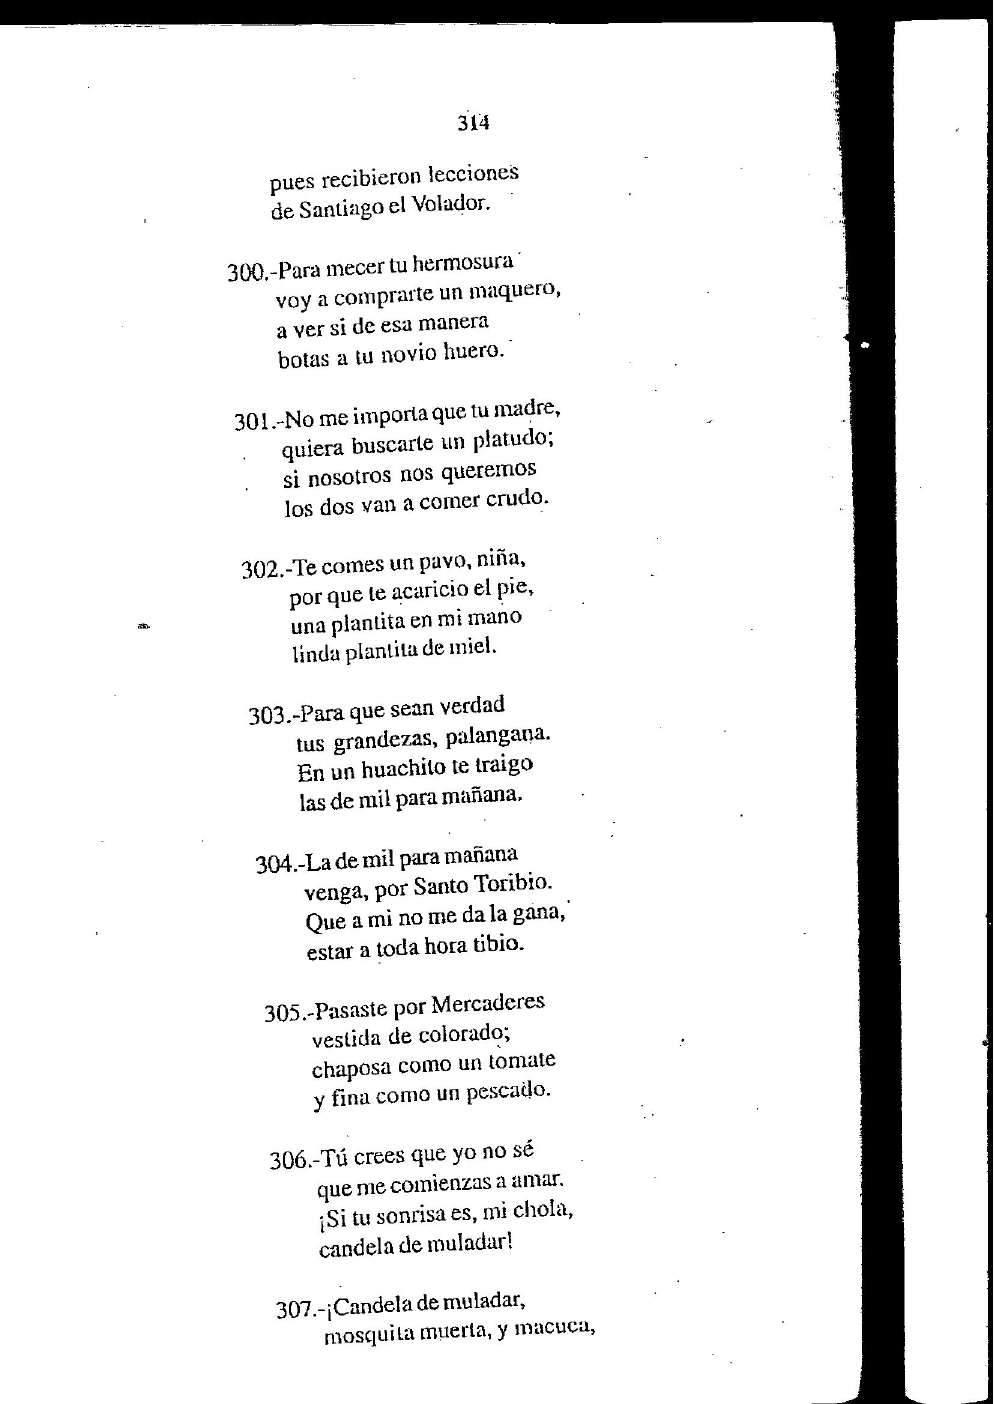 314
pues recibieron lecciones
de Santiago el Volador.
300.-Para mecer tu hermosura
voy a comprarte un maquero,
a ver si de esa manera
botas a tu novio huero.
301.-No me importa que tu madre,
quiera buscarte un platudo;
si nosotros nos queremos
los dos van a comer crudo.
302.-Te comes un pavo, niña,
por que te acaricio el pie,
una plantita en mi mano
linda plantita de miel.
303.-Para que sean verdad
tus grandezas, palangana.
En un huachito te traigo
las de mil para mañana.
304.-La de mil para mañana
venga, por Santo Toribio.
Que a mi no me da la gana,
estar a toda hora tibio.
305.-Pasaste por Mercaderes
vestida de colorado;
chaposa como un tomate
y fina como un pescado.
306.-Tú crees que yo no sé
que me comienzas a amar.
¡Si tu sonrisa es, mi chola,
candela de muladar!
307.-¡Candela de muladar,
mosquita muerta, y macuca,